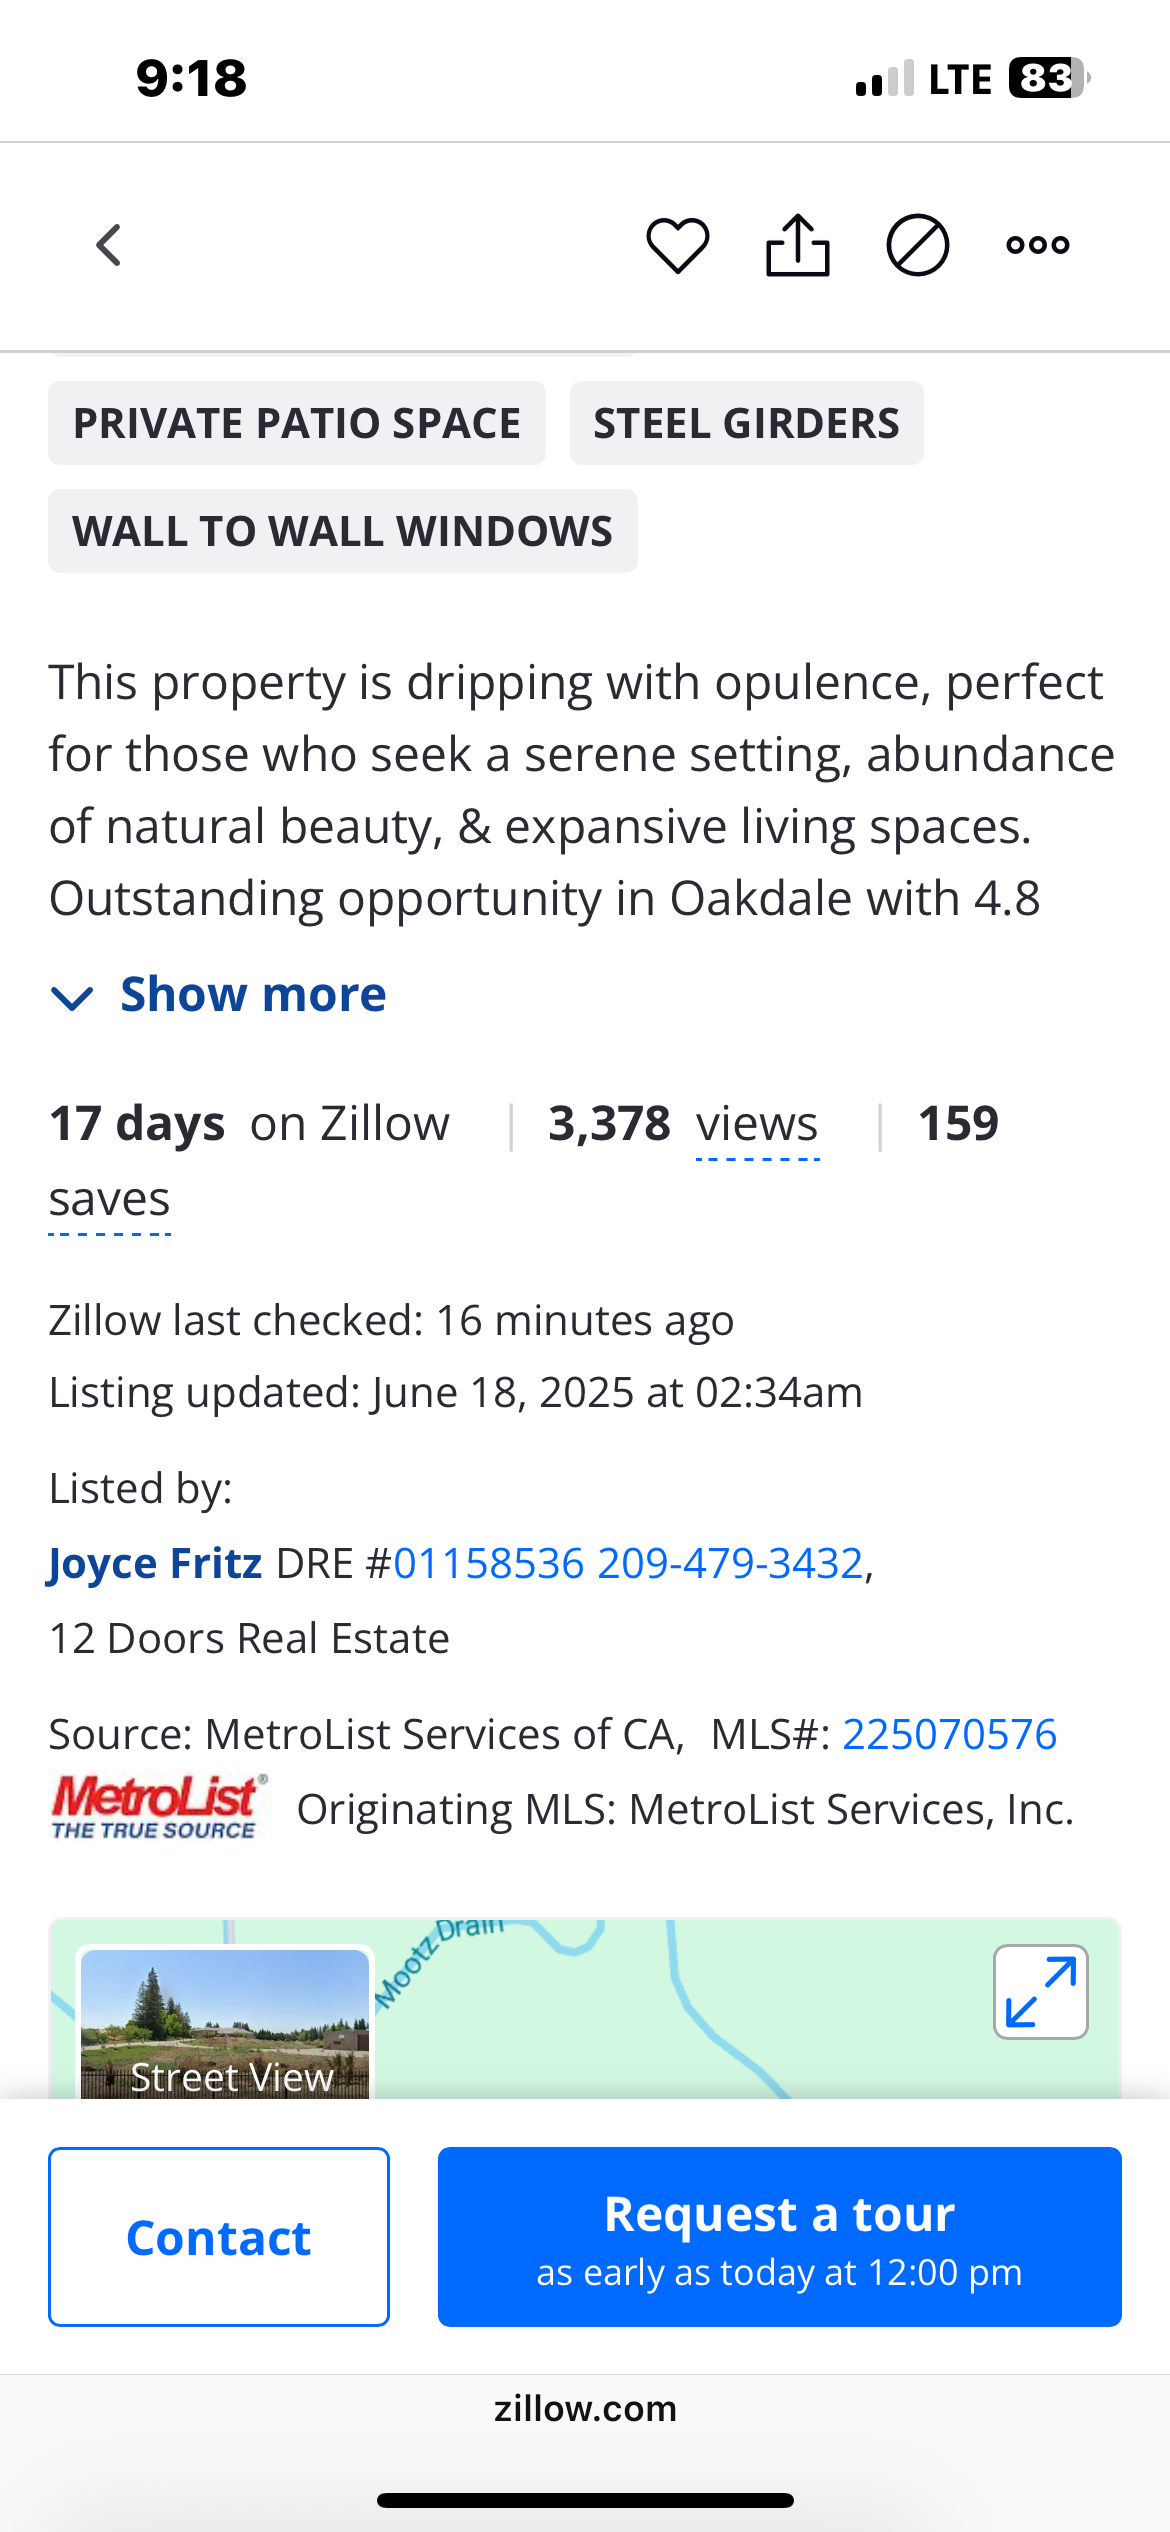 9:18 LTE 83
PRIVATE PATIO SPACE STEEL GIRDERS
WALL TO WALL WINDOWS
This property is dripping with opulence, perfect
for those who seek a serene setting, abundance
of natural beauty, & expansive living spaces.
Outstanding opportunity in Oakdale with 4.8
Show more
17 days on Zillow | 3,378 views | 159
saves
Zillow last checked: 16 minutes ago
Listing updated: June 18, 2025 at 02:34am
Listed by:
Joyce Fritz DRE #01158536 209-479-3432,
12 Doors Real Estate
Source: MetroList Services of CA, MLS#: 225070576
MetroList®
THE TRUE SOURCE
Originating MLS: MetroList Services, Inc.
Mootz Drain
Street View
Contact
Request a tour
as early as today at 12:00 pm
zillow.com